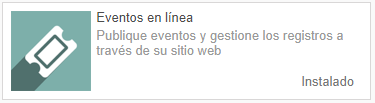 Eventos en línea
Publique eventos y gestione los registros a
través de su sitio web
Instalado